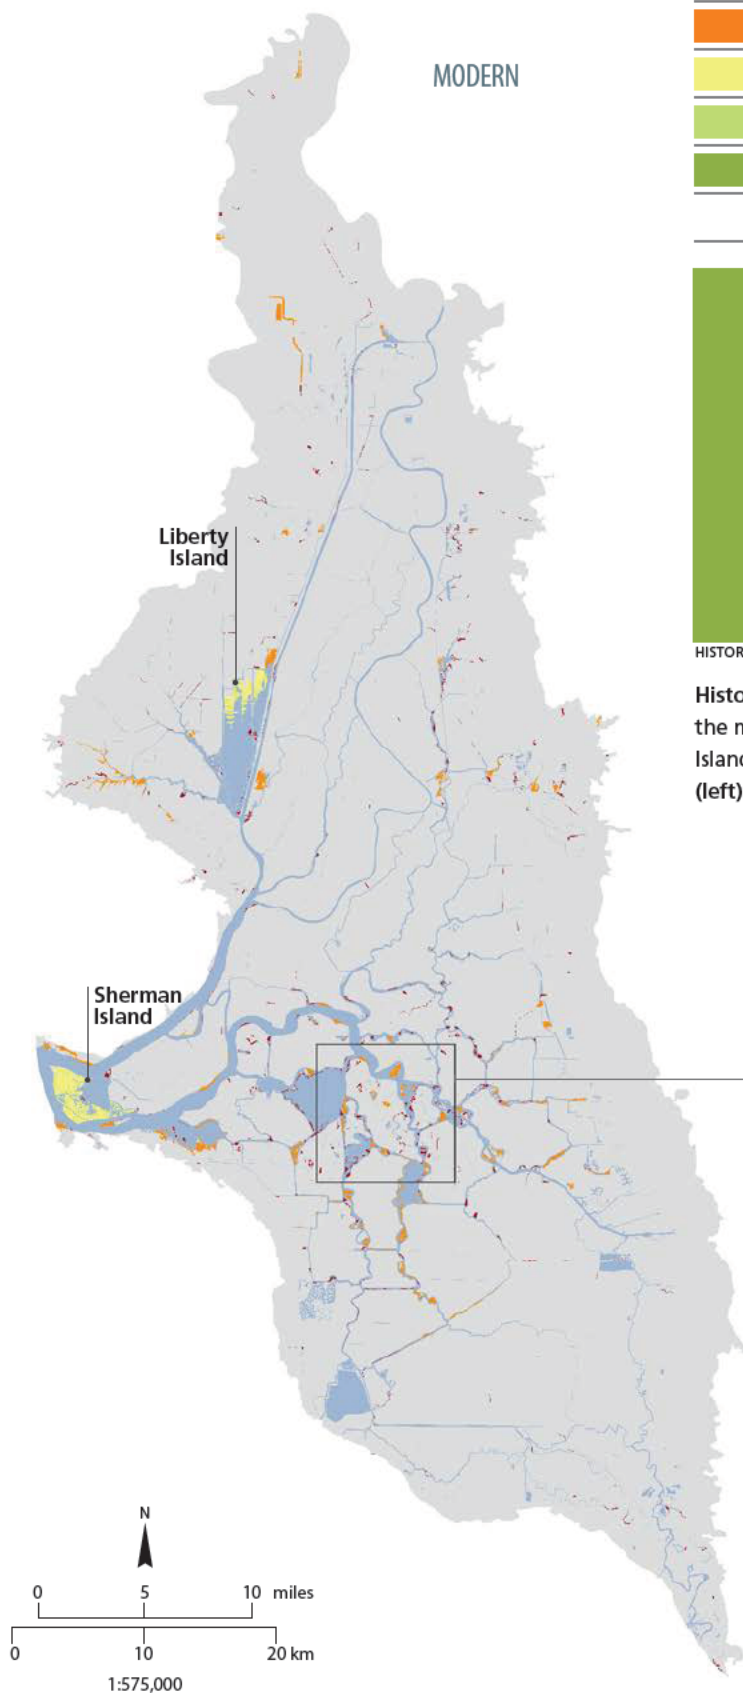 MODERN
Liberty
Island
HISTOR
Histo
the m
Island
(left)
Sherman
Island
N
0 5 10 miles
0 10 20 km
1:575,000